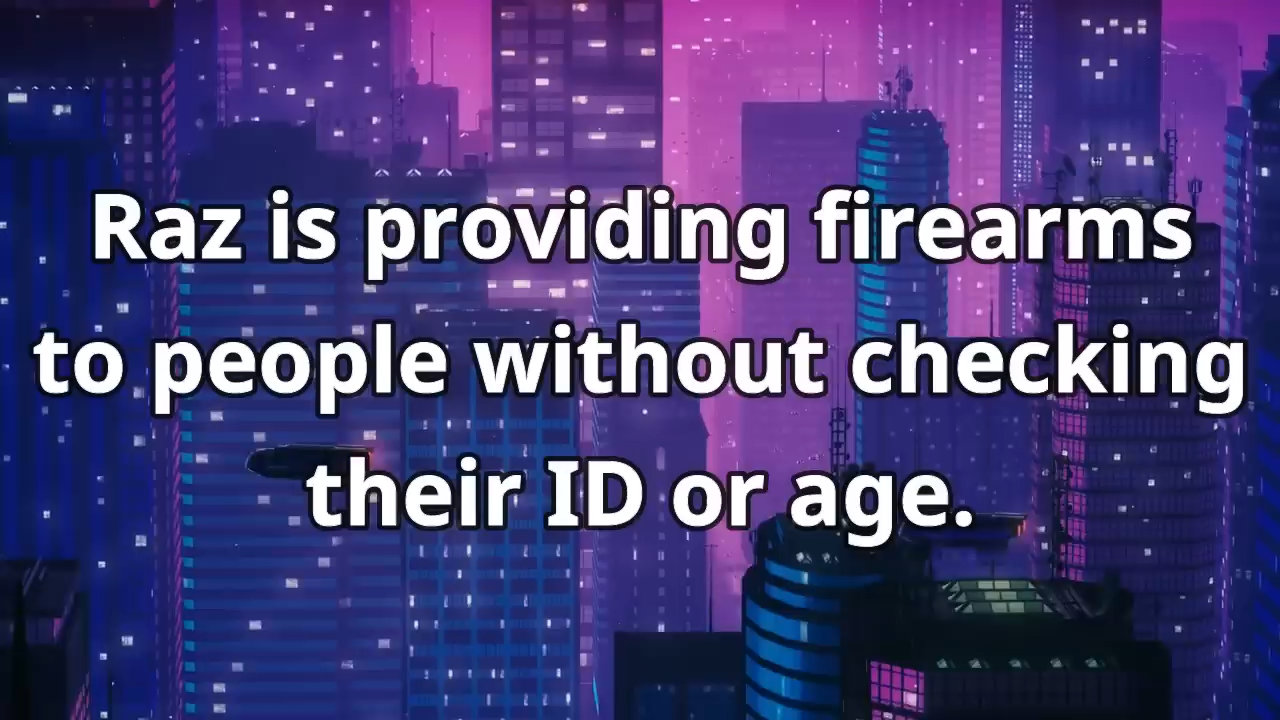 Raz is providing firearms
to people without checking
their ID or age.